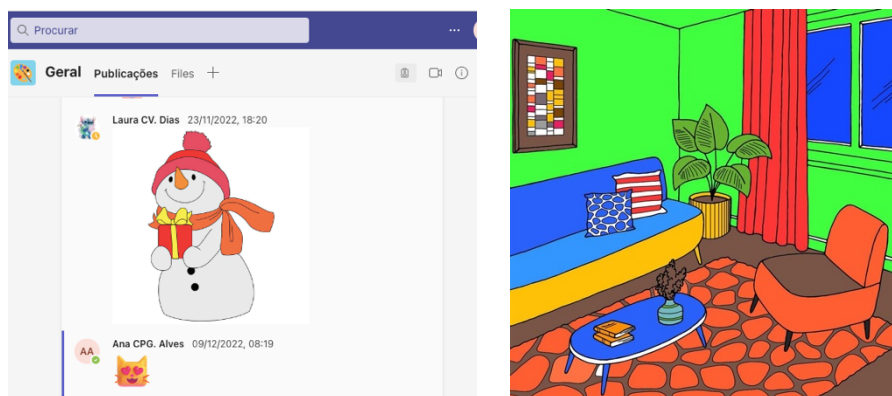 Procurar
Geral Publicações Files
Laura CV. Dias 23/11/2022, 18:20
Ana CPG. Alves 09/12/2022, 08:19
AA